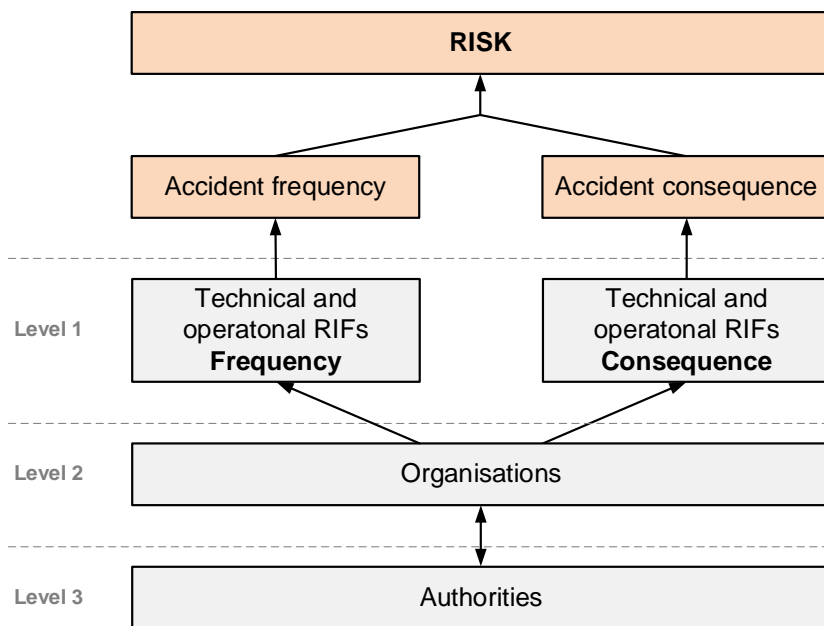 RISK
Accident frequency
Accident consequence
Level 1
Technical and
operatonal RIFs
Frequency
Technical and
operatonal RIFs
Consequence
Level 2
Organisations
Level 3
Authorities